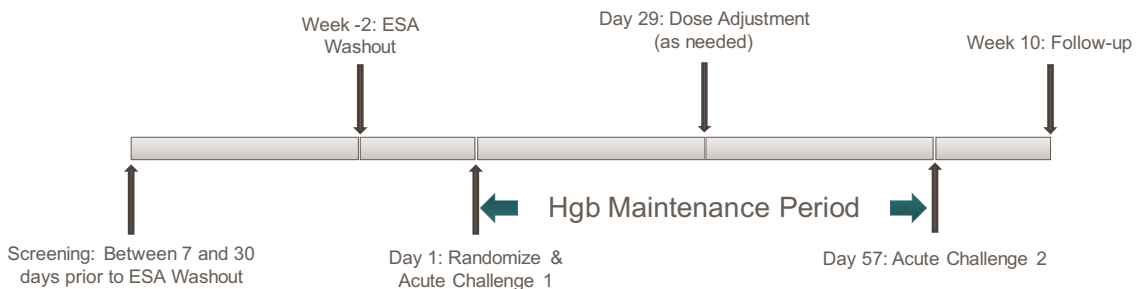 Week -2: ESA
Washout
Day 29: Dose Adjustment
(as needed)
Week 10: Follow-up
Hgb Maintenance Period
Screening: Between 7 and 30
days prior to ESA Washout
Day 1: Randomize &
Acute Challenge 1
Day 57: Acute Challenge 2